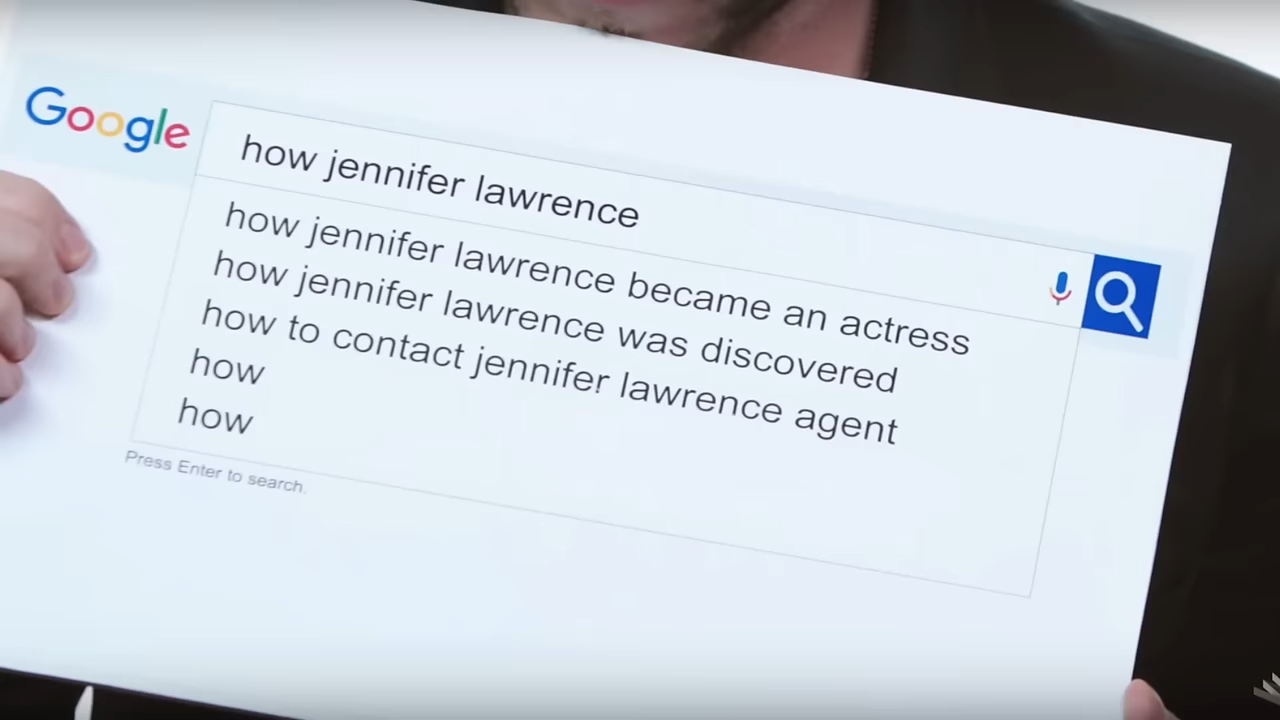 Google
how jennifer lawrence
how jennifer lawrence became an actress
how jennifer lawrence was discovered
how to contact jennifer lawrence agent
how
how
Press Enter to search.